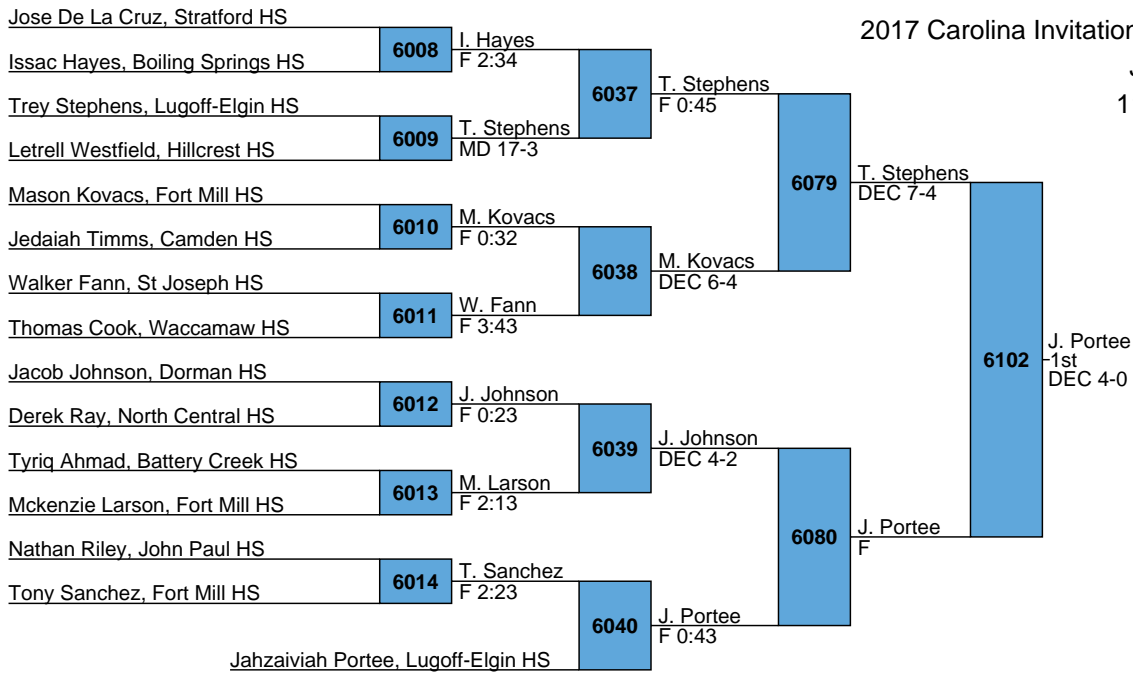 Jose De La Cruz, Stratford HS
2017 Carolina Invitation
6008
I. Hayes
F 2:34
Issac Hayes, Boiling Springs HS
1
6037
T. Stephens
F 0:45
Trey Stephens, Lugoff-Elgin HS
6009
T. Stephens
MD 17-3
Letrell Westfield, Hillcrest HS
6079
T. Stephens
DEC 7-4
Mason Kovacs, Fort Mill HS
6010
M. Kovacs
F 0:32
Jedaiah Timms, Camden HS
6038
M. Kovacs
DEC 6-4
Walker Fann, St Joseph HS
6011
W. Fann
F 3:43
Thomas Cook, Waccamaw HS
6102
J. Portee
1st
DEC 4-0
Jacob Johnson, Dorman HS
6012
J. Johnson
F 0:23
Derek Ray, North Central HS
6039
J. Johnson
DEC 4-2
Tyriq Ahmad, Battery Creek HS
6013
M. Larson
F 2:13
Mckenzie Larson, Fort Mill HS
6080
J. Portee
F
Nathan Riley, John Paul HS
6014
T. Sanchez
F 2:23
Tony Sanchez, Fort Mill HS
6040
J. Portee
F 0:43
Jahzaiviah Portee, Lugoff-Elgin HS